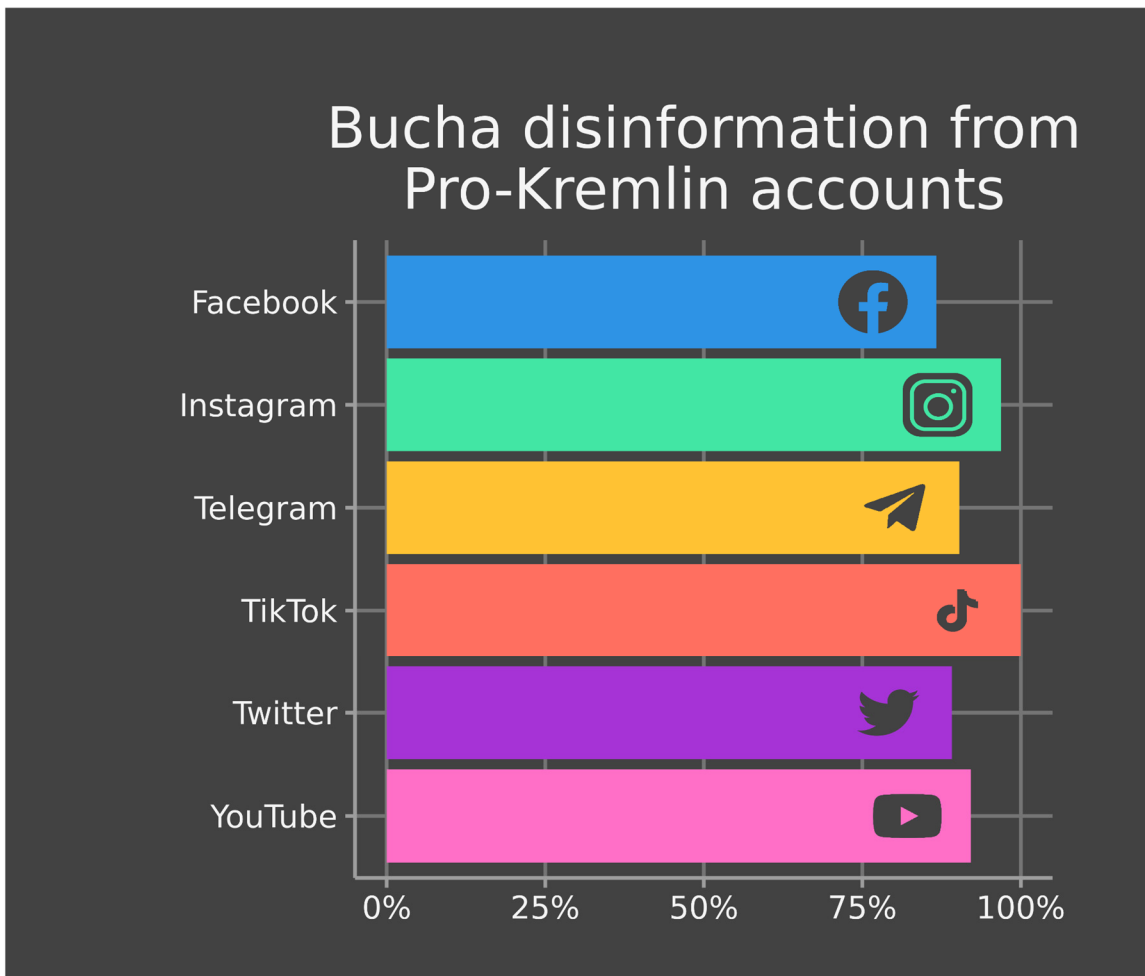 Bucha disinformation from
Pro-Kremlin accounts
Facebook
Instagram
Telegram
TikTok
Twitter
YouTube
0% 25% 50% 75% 100%